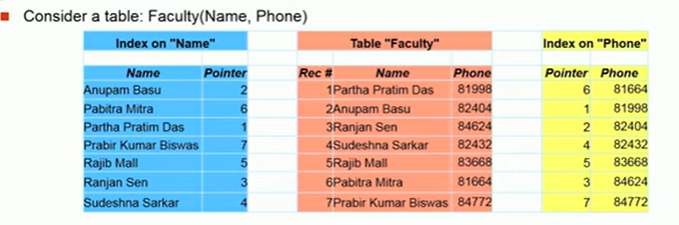 Consider a table: Faculty(Name, Phone)
Index on "Name" Table "Faculty" Index on "Phone"
Name Pointer Rec # Name Phone Pointer Phone
Anupam Basu 2 1 Partha Pratim Das 81998 6 81664
Pabitra Mitra 6 2 Anupam Basu 82404 1 81998
Partha Pratim Das 1 3 Ranjan Sen 84624 2 82404
Prabir Kumar Biswas 7 4 Sudeshna Sarkar 82432 4 82432
Rajib Mall 5 5 Rajib Mall 83668 5 83668
Ranjan Sen 3 6 Pabitra Mitra 81664 3 84624
Sudeshna Sarkar 4 7 Prabir Kumar Biswas 84772 7 84772